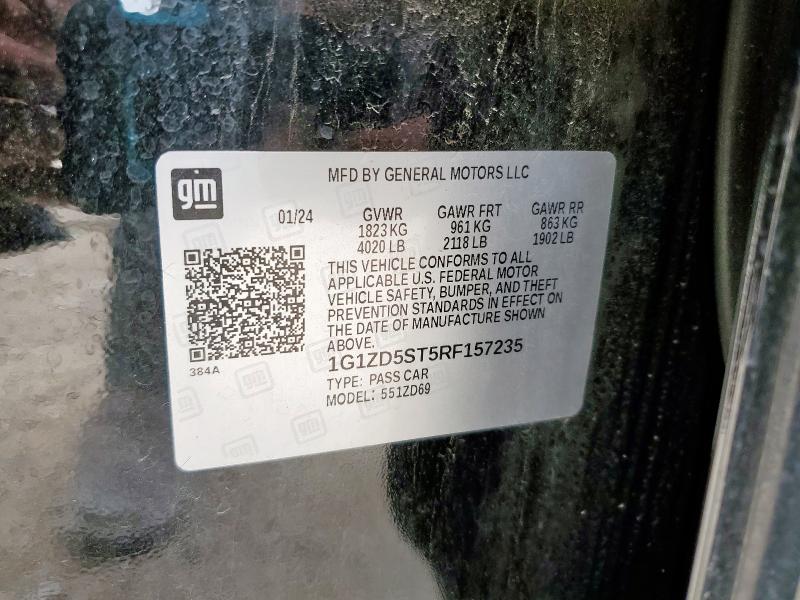 gm
MFD BY GENERAL MOTORS LLC
01/24 GVWR GAWR FRT GAWR RR
1823 KG 961 KG 863 KG
4020 LB 2118 LB 1902 LB
THIS VEHICLE CONFORMS TO ALL
APPLICABLE U.S. FEDERAL MOTOR
VEHICLE SAFETY, BUMPER, AND THEFT
PREVENTION STANDARDS IN EFFECT ON
THE DATE OF MANUFACTURE SHOWN
ABOVE.
384A
1G1ZD5ST5RF157235
TYPE: PASS CAR
MODEL: 551ZD69